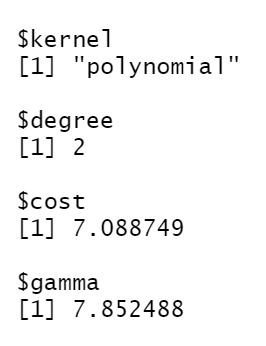 $kernel
[1] "polynomial"
$degree
[1] 2
$cost
[1] 7.088749
$gamma
[1] 7.852488